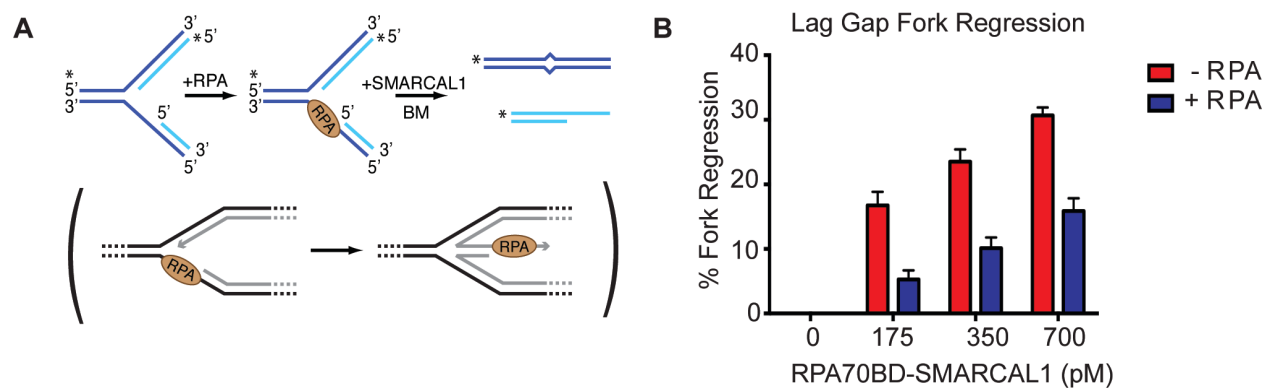 A
3'
* 5'
*
5'
3'
5'
3'
5'
+RPA
3'
* 5'
*
5'
3'
RPA
5'
3'
5'
+SMARCAL1
BM
*
*
RPA
RPA
B
Lag Gap Fork Regression
% Fork Regression
40
30
20
10
0
0 175 350 700
RPA70BD-SMARCAL1 (pM)
- RPA
+ RPA